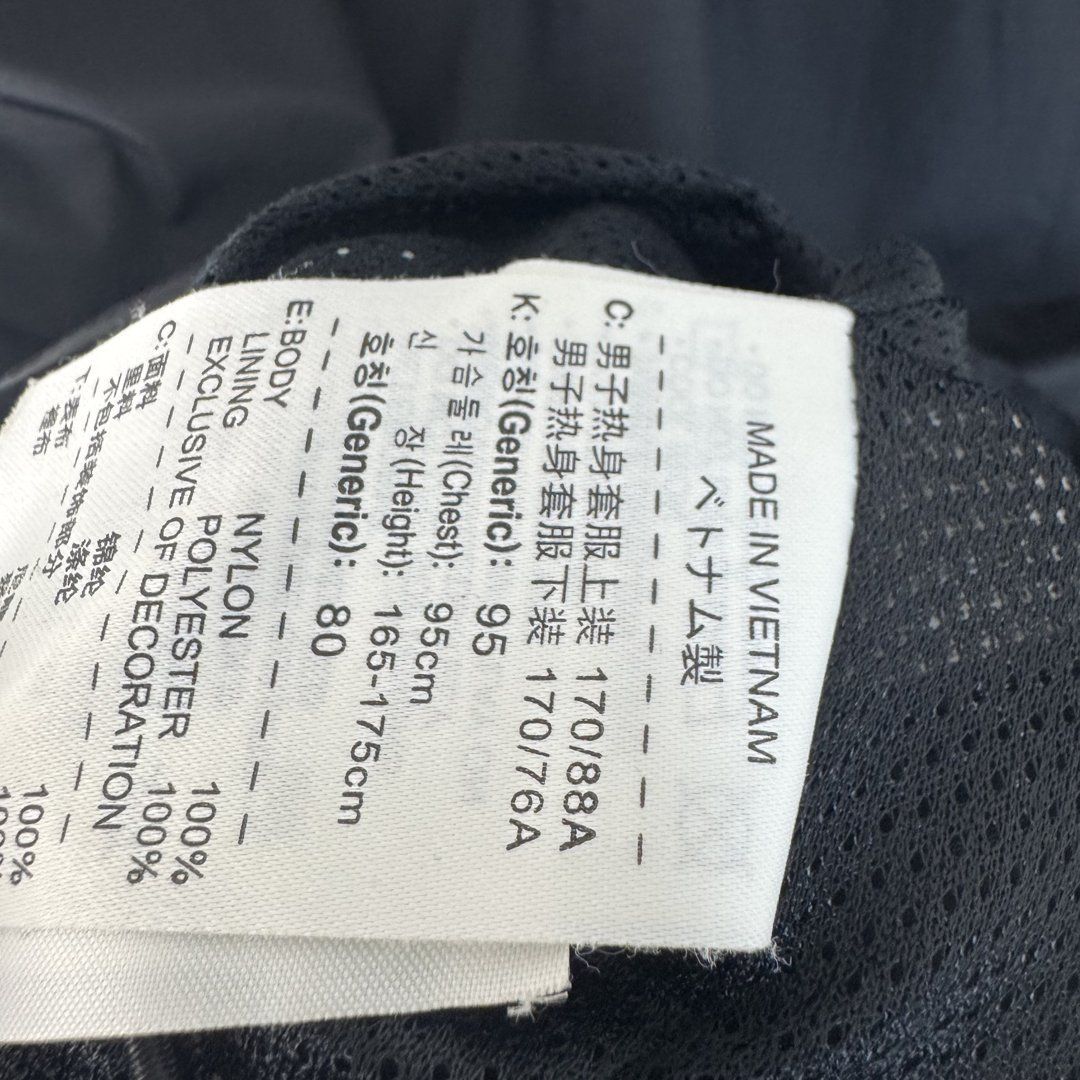 MADE IN VIETNAM
ベトナム製
C: 男子热身套服上装 170/88A
男子热身套服下装 170/76A
K: 호칭(Generic): 95
가슴둘레(Chest): 95cm
신 장(Height): 165-175cm
호칭(Generic): 80
E:BODY NYLON 100%
LINING POLYESTER 100%
EXCLUSIVE OF DECORATION
C:面料 锦纶 100%
里料 涤纶
不包括装饰部分